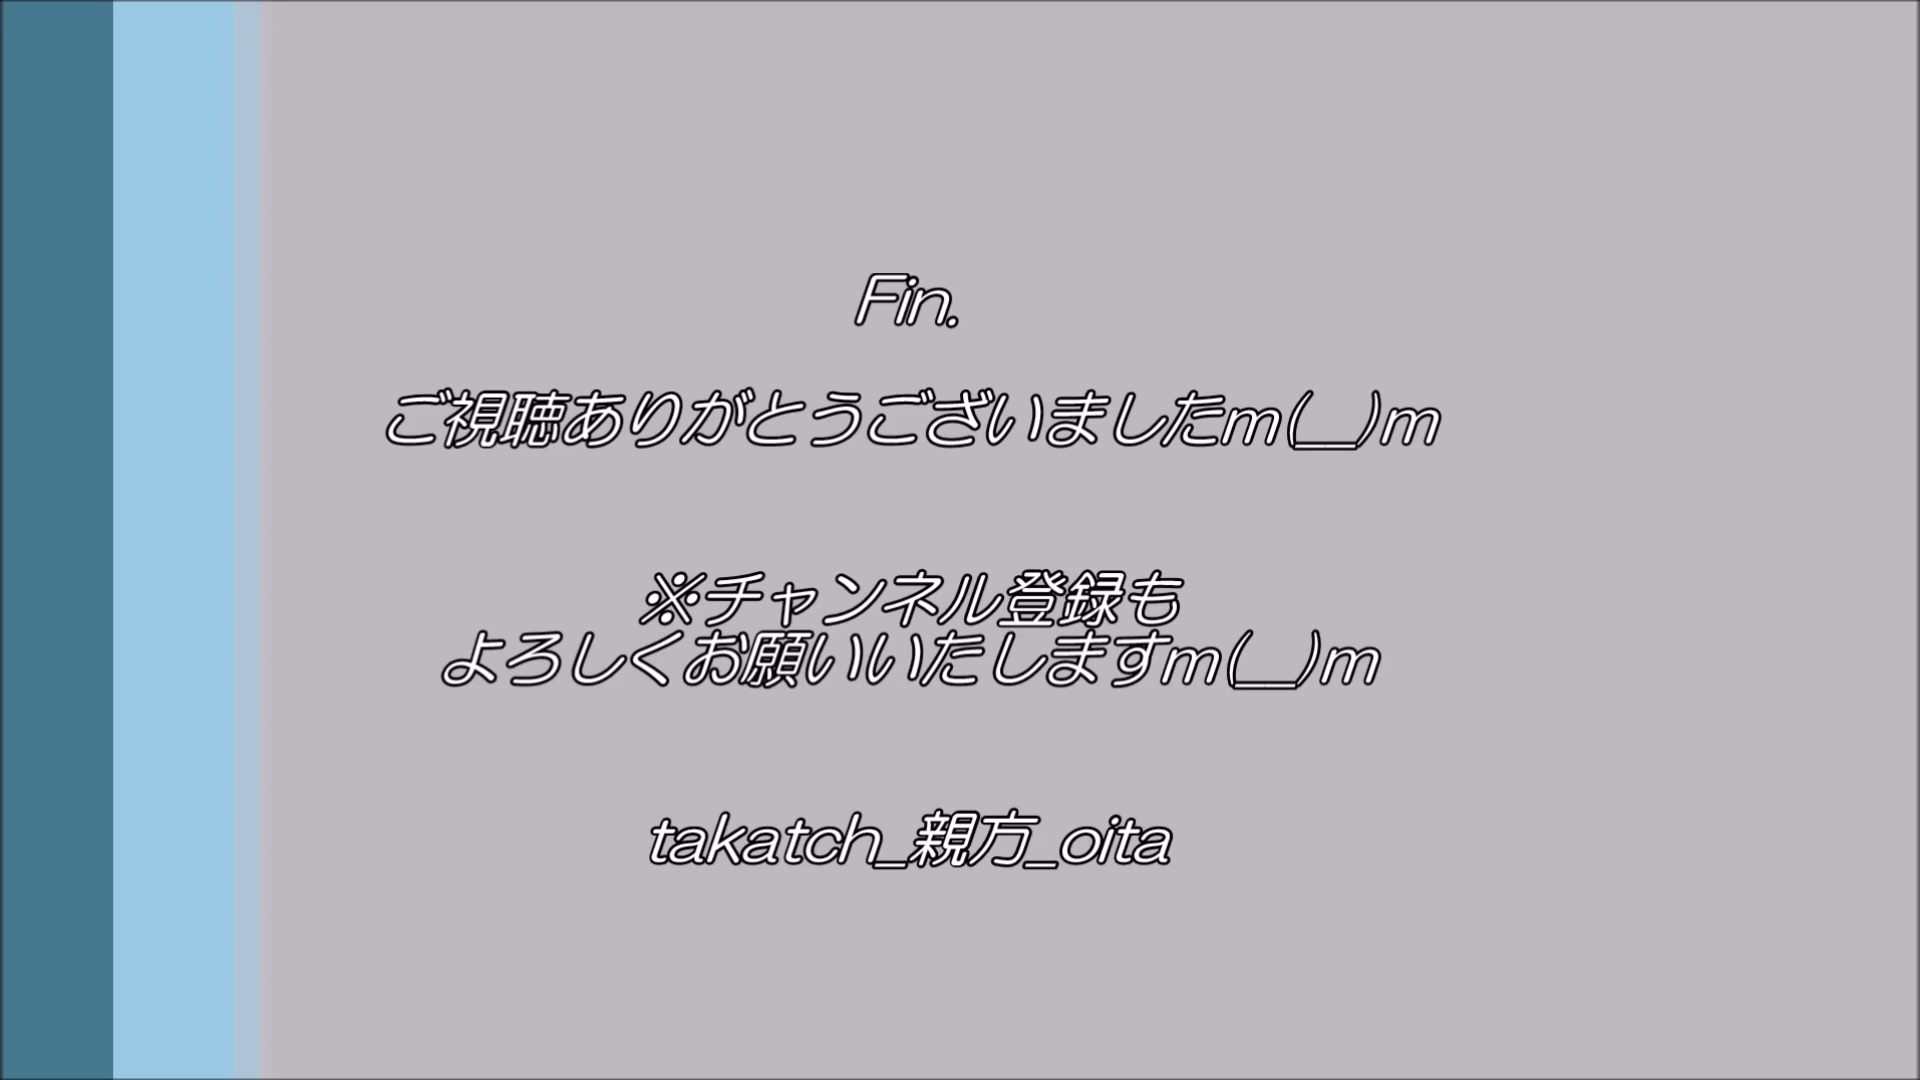 Fin.
ご視聴ありがとうございましたm(__)m
※チャンネル登録も
よろしくお願いいたしますm(__)m
takatch_親方_oita